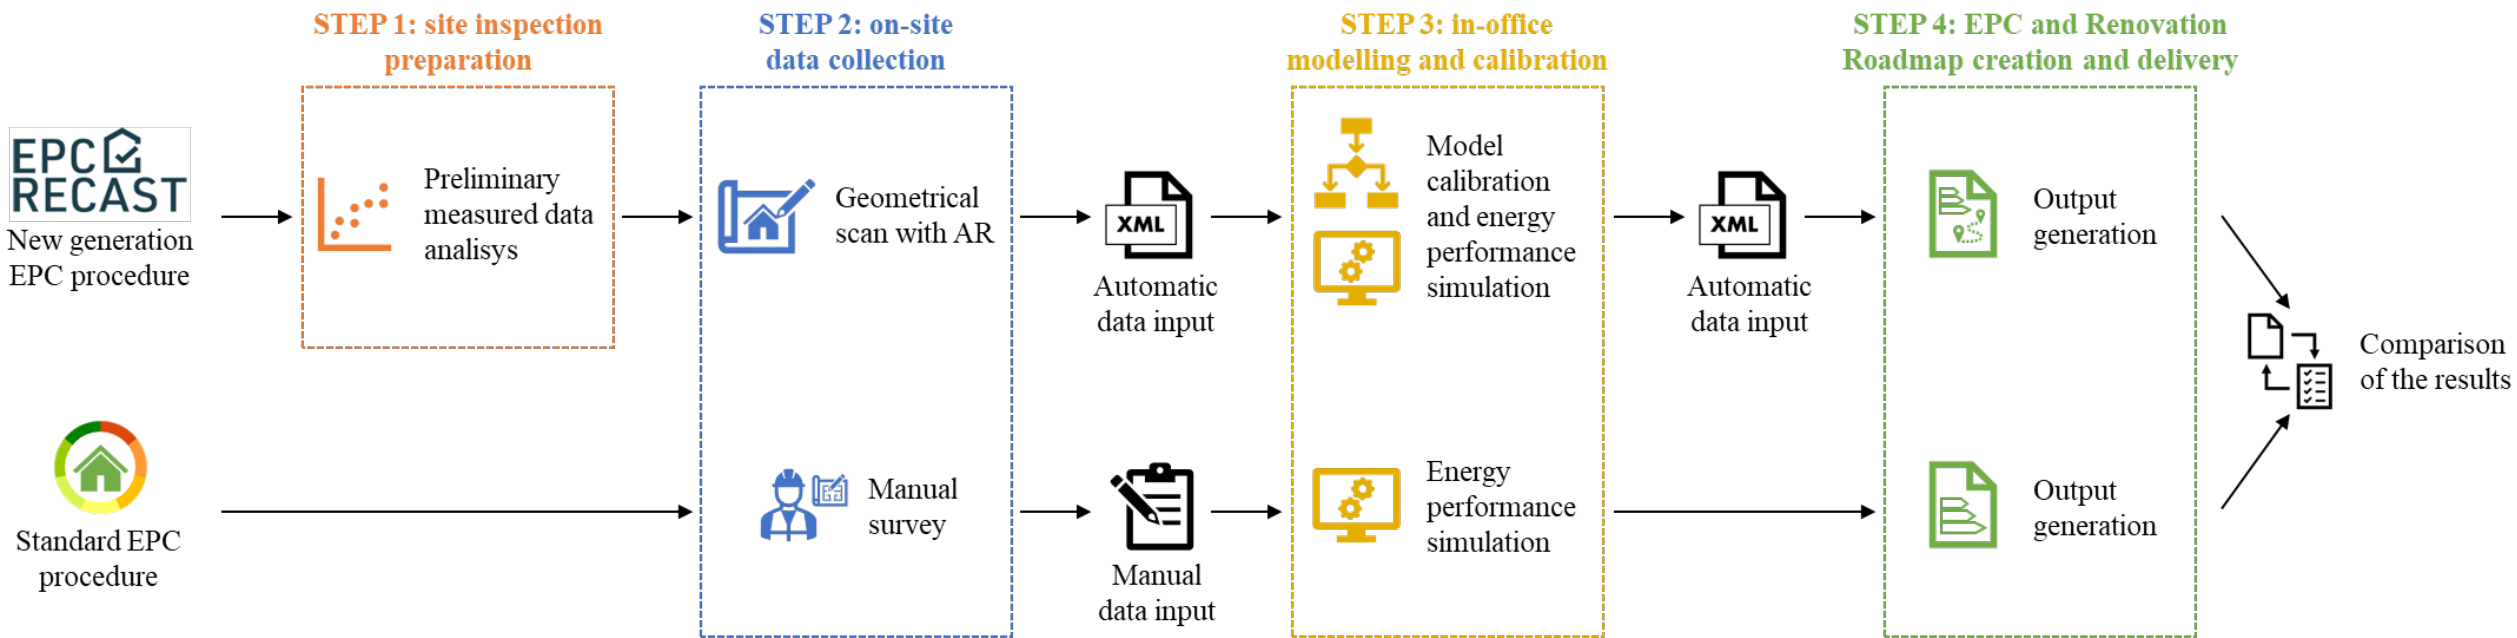 STEP 1: site inspection
preparation
STEP 2: on-site
data collection
STEP 3: in-office
modelling and calibration
STEP 4: EPC and Renovation
Roadmap creation and delivery
EPC
RECAST
New generation
EPC procedure
Preliminary
measured data
analisys
Geometrical
scan with AR
XML
Automatic
data input
Model
calibration
and energy
performance
simulation
XML
Automatic
data input
Output
generation
Comparison
of the results
Standard EPC
procedure
Manual
survey
Manual
data input
Energy
performance
simulation
Output
generation